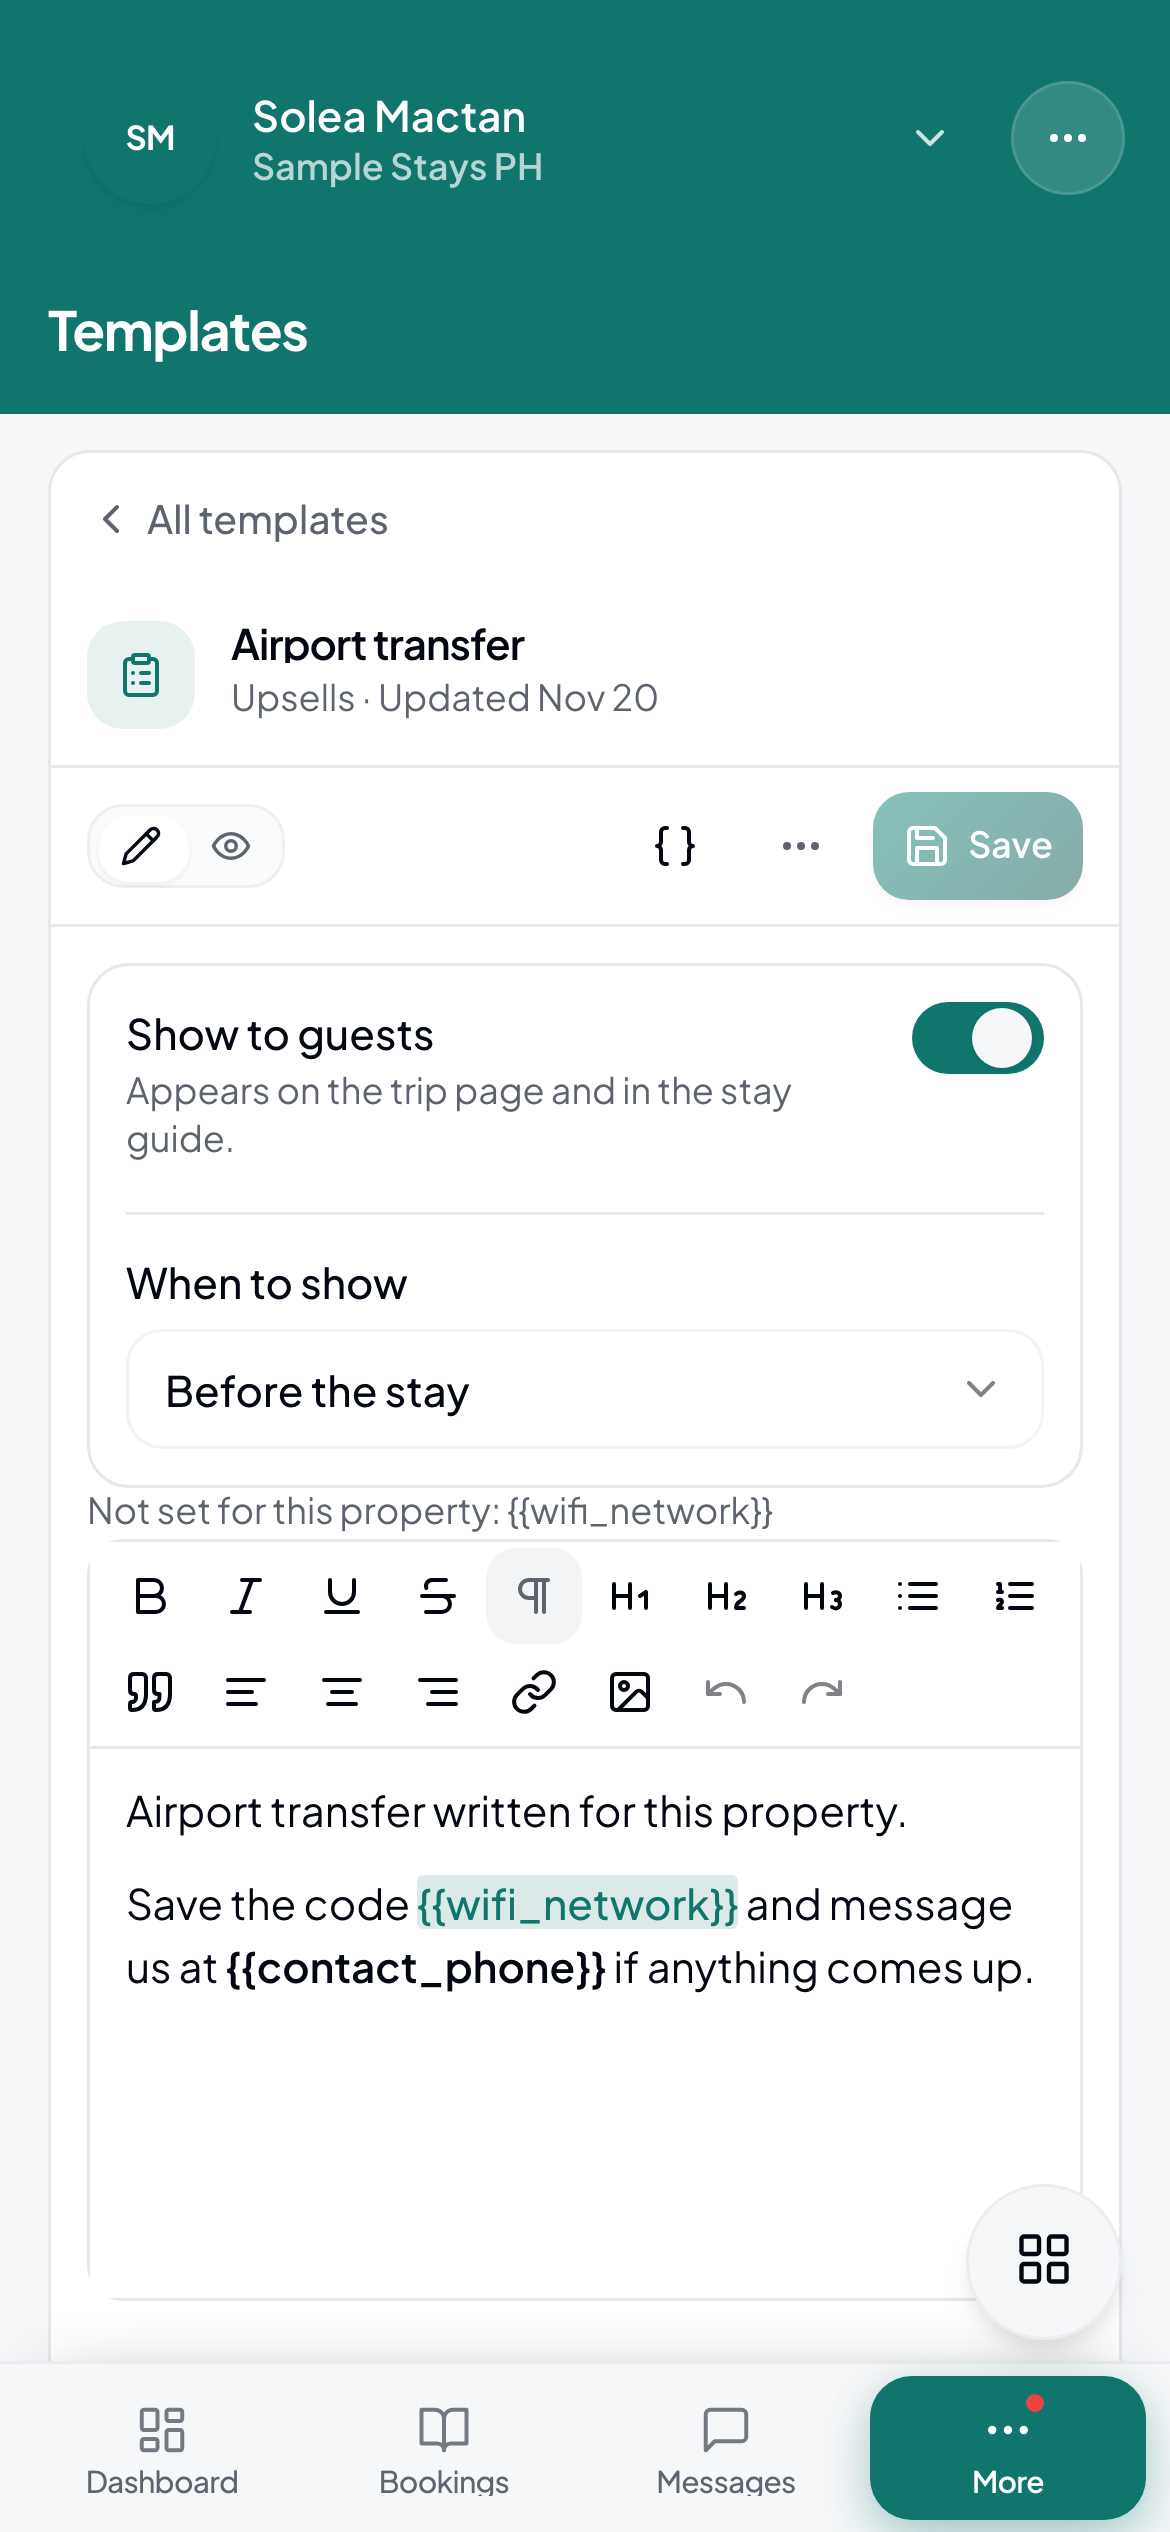 SM
Solea Mactan
Sample Stays PH
Templates
All templates
Airport transfer
Upsells · Updated Nov 20
{ }
Save
Show to guests
Appears on the trip page and in the stay
guide.
When to show
Before the stay
Not set for this property: {{wifi_network}}
B I U S ¶ H1 H2 H3
Airport transfer written for this property.
Save the code {{wifi_network}} and message
us at {{contact_phone}} if anything comes up.
Dashboard
Bookings
Messages
More